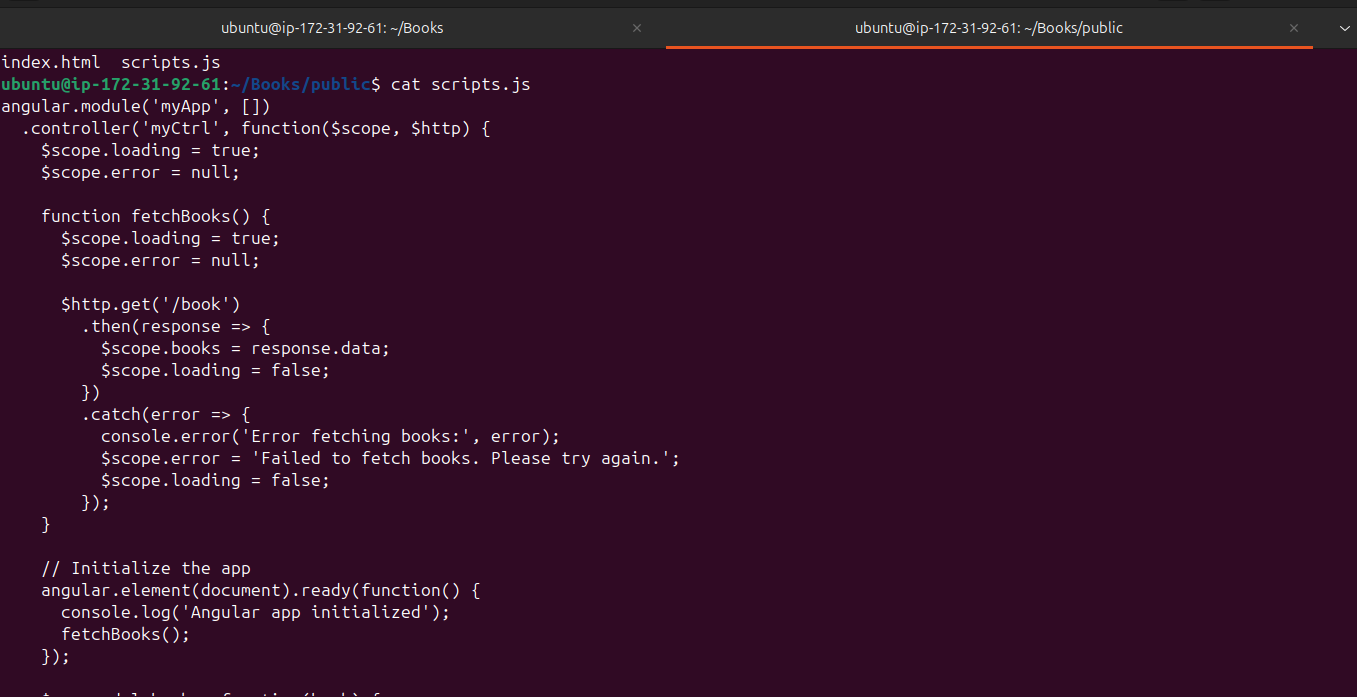 ubuntu@ip-172-31-92-61: ~/Books
ubuntu@ip-172-31-92-61: ~/Books/public
index.html  scripts.js
ubuntu@ip-172-31-92-61:~/Books/public$ cat scripts.js
angular.module('myApp', [])
  .controller('myCtrl', function($scope, $http) {
    $scope.loading = true;
    $scope.error = null;

    function fetchBooks() {
      $scope.loading = true;
      $scope.error = null;

      $http.get('/book')
        .then(response => {
          $scope.books = response.data;
          $scope.loading = false;
        })
        .catch(error => {
          console.error('Error fetching books:', error);
          $scope.error = 'Failed to fetch books. Please try again.';
          $scope.loading = false;
        });
    }

    // Initialize the app
    angular.element(document).ready(function() {
      console.log('Angular app initialized');
      fetchBooks();
    });